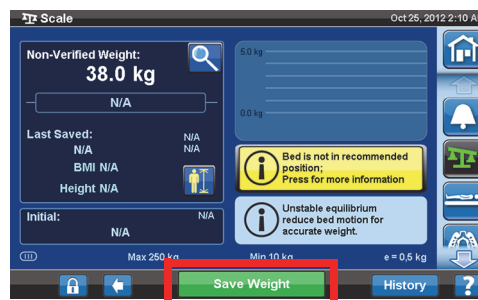 Scale
Oct 25, 2012 2:10
Non-Verified Weight:
38.0 kg
N/A
Last Saved:
N/A
N/A
N/A
BMI N/A
Height N/A
Initial:
N/A
N/A
5.0 kg
0.0 kg
Bed is not in recommended
position;
Press for more information
Unstable equilibrium
reduce bed motion for
accurate weight.
Max 250 kg
Min 10 kg
e = 0,5 kg
Save Weight
History
?